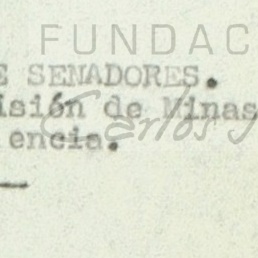 FUNDAC
E SENADORES.
isión de Minas
encia.
Carlos